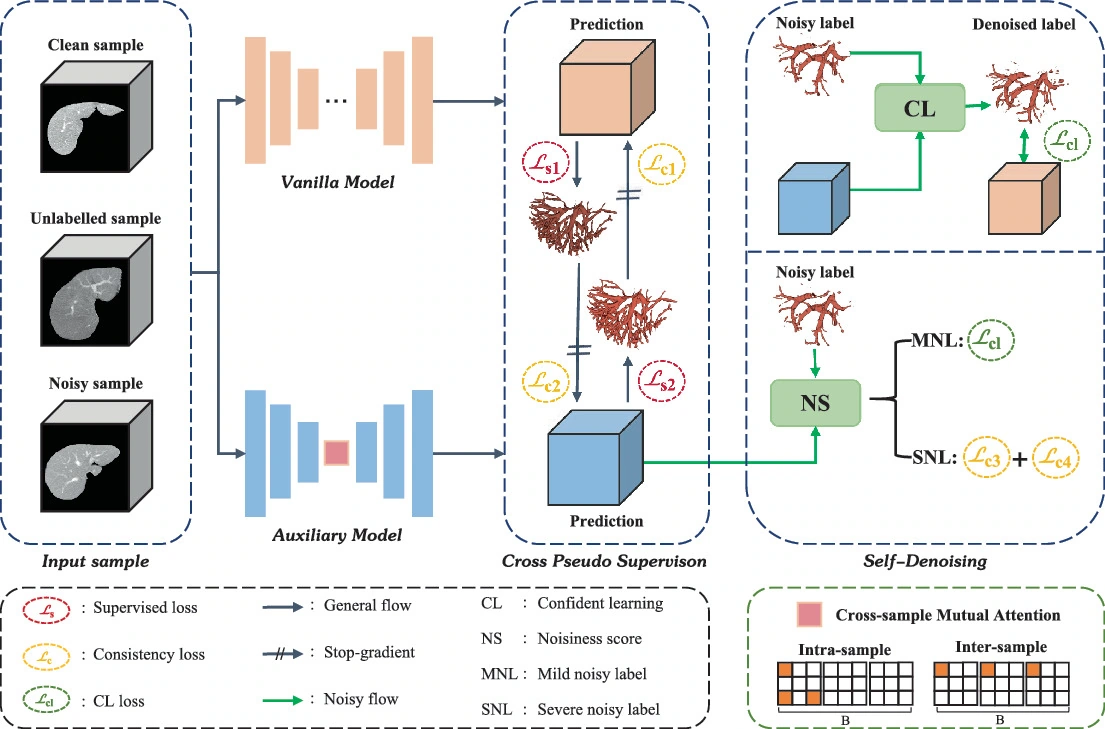 Clean sample
Unlabelled sample
Noisy sample
Input sample
...
Vanilla Model
Auxiliary Model
Prediction
ℒs1
ℒc1
ℒc2
ℒs2
Prediction
Cross Pseudo Supervison
Noisy label
Denoised label
CL
ℒcl
Noisy label
NS
MNL: ℒcl
SNL: ℒc3 + ℒc4
Self-Denoising
ℒs : Supervised loss
ℒc : Consistency loss
ℒcl : CL loss
: General flow
: Stop-gradient
: Noisy flow
CL : Confident learning
NS : Noisiness score
MNL : Mild noisy label
SNL : Severe noisy label
Cross-sample Mutual Attention
Intra-sample
Inter-sample
B
B